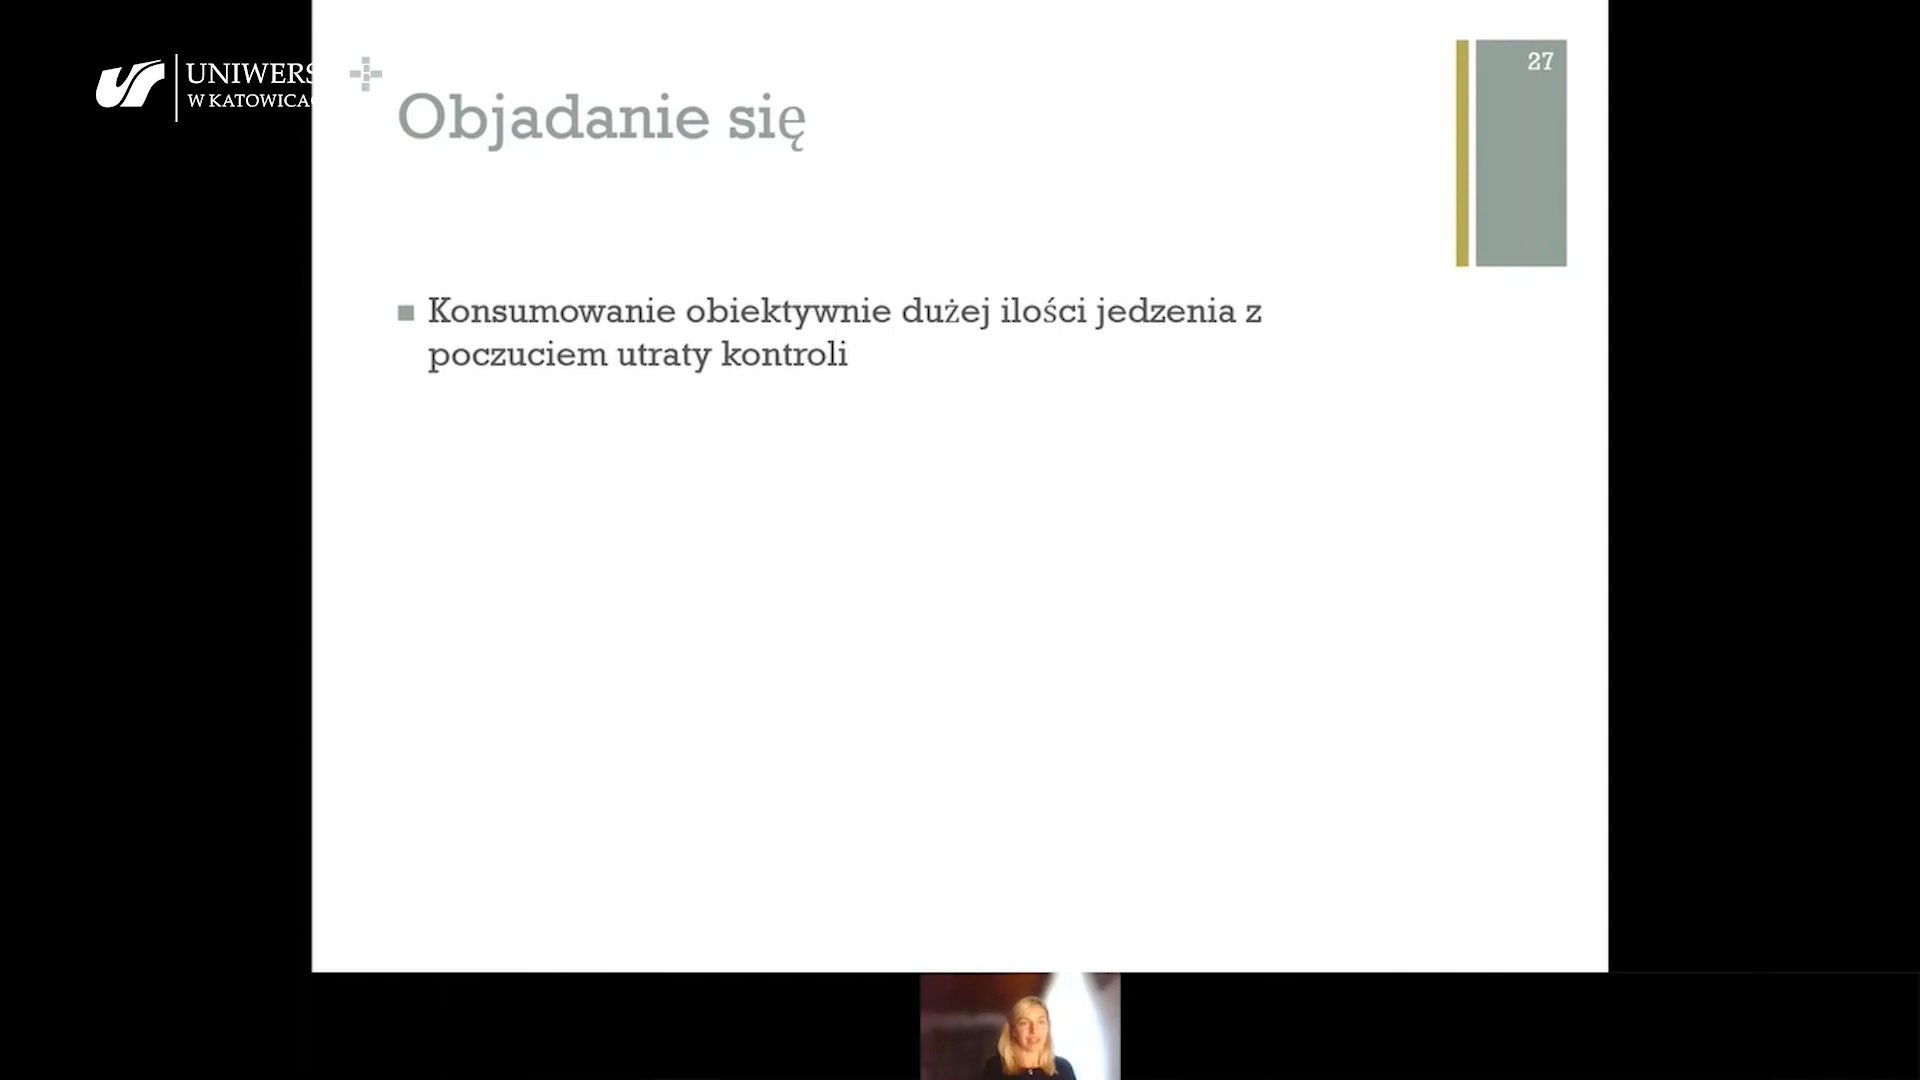 UNIWERS
W KATOWICA
27
Objadanie się
Konsumowanie obiektywnie dużej ilości jedzenia z
poczuciem utraty kontroli